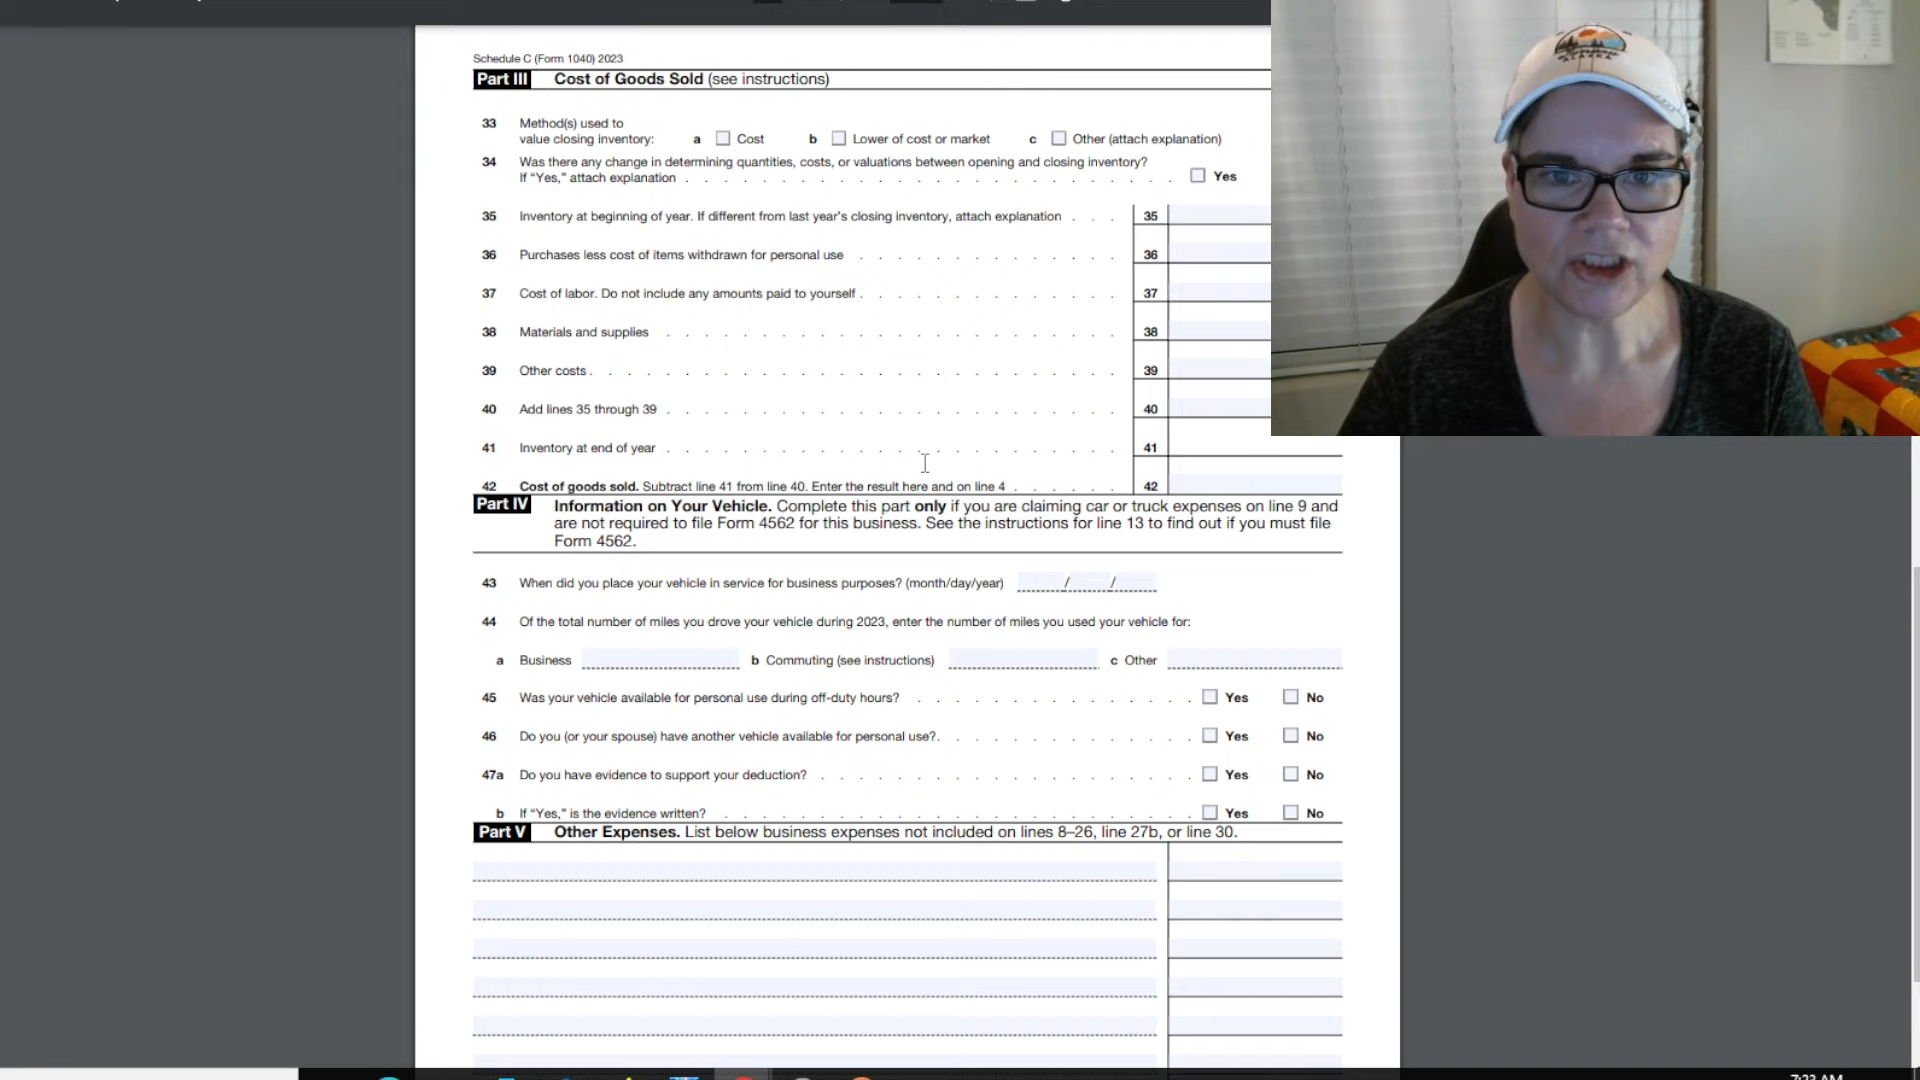 Schedule C (Form 1040) 2023
Part III Cost of Goods Sold (see instructions)
33 Method(s) used to
value closing inventory: a Cost b Lower of cost or market c Other (attach explanation)
34 Was there any change in determining quantities, costs, or valuations between opening and closing inventory?
If “Yes,” attach explanation . . . . . . . . . . . . . . . . . . . . . . . . . . Yes
35 Inventory at beginning of year. If different from last year’s closing inventory, attach explanation . . . 35
36 Purchases less cost of items withdrawn for personal use . . . . . . . . . . . . . . 36
37 Cost of labor. Do not include any amounts paid to yourself . . . . . . . . . . . . . . 37
38 Materials and supplies . . . . . . . . . . . . . . . . . . . . . . . . 38
39 Other costs . . . . . . . . . . . . . . . . . . . . . . . . . . . . 39
40 Add lines 35 through 39 . . . . . . . . . . . . . . . . . . . . . . . . 40
41 Inventory at end of year . . . . . . . . . . . . . . . . . . . . . . . . 41
42 Cost of goods sold. Subtract line 41 from line 40. Enter the result here and on line 4 . . . . . . 42
Part IV Information on Your Vehicle. Complete this part only if you are claiming car or truck expenses on line 9 and
are not required to file Form 4562 for this business. See the instructions for line 13 to find out if you must file
Form 4562.
43 When did you place your vehicle in service for business purposes? (month/day/year) / /
44 Of the total number of miles you drove your vehicle during 2023, enter the number of miles you used your vehicle for:
a Business b Commuting (see instructions) c Other
45 Was your vehicle available for personal use during off-duty hours? . . . . . . . . . . . . . . . Yes No
46 Do you (or your spouse) have another vehicle available for personal use?. . . . . . . . . . . . . . Yes No
47a Do you have evidence to support your deduction? . . . . . . . . . . . . . . . . . . . . Yes No
b If “Yes,” is the evidence written? . . . . . . . . . . . . . . . . . . . . . . . . . Yes No
Part V Other Expenses. List below business expenses not included on lines 8–26, line 27b, or line 30.